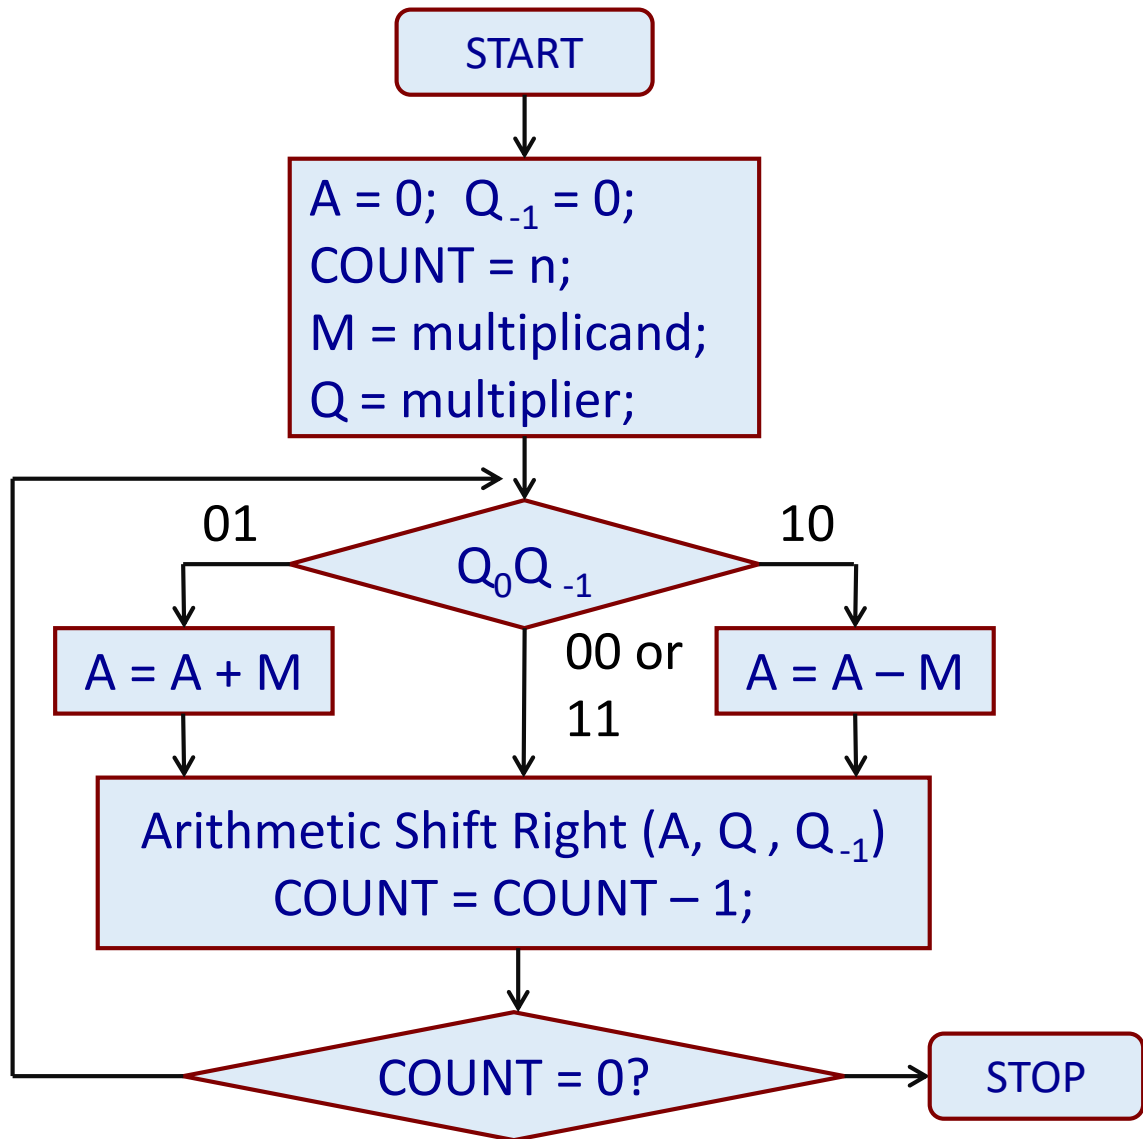 START
A = 0; Q-1 = 0;
COUNT = n;
M = multiplicand;
Q = multiplier;
01
10
Q0Q-1
00 or
11
A = A + M
A = A – M
Arithmetic Shift Right (A, Q , Q-1)
COUNT = COUNT – 1;
COUNT = 0?
STOP